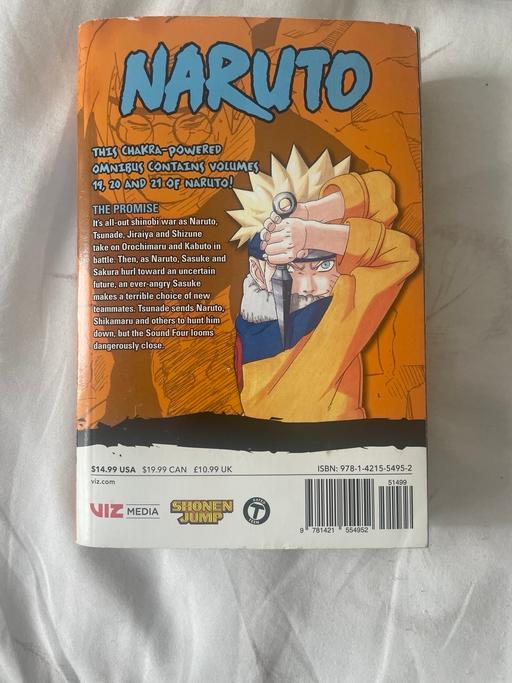 NARUTO
THIS CHAKRA-POWERED
OMNIBUS CONTAINS VOLUMES
19, 20 AND 21 OF NARUTO!
THE PROMISE
It's all-out shinobi war as Naruto,
Tsunade, Jiraiya and Shizune
take on Orochimaru and Kabuto in
battle. Then, as Naruto, Sasuke and
Sakura hurl toward an uncertain
future, an ever-angry Sasuke
makes a terrible choice of new
teammates. Tsunade sends Naruto,
Shikamaru and others to hunt him
down, but the Sound Four looms
dangerously close.
$14.99 USA $19.99 CAN £10.99 UK
viz.com
ISBN: 978-1-4215-5495-2
51499
9 781421 554952
VIZ MEDIA
SHONEN
JUMP
RATED
T
TEEN